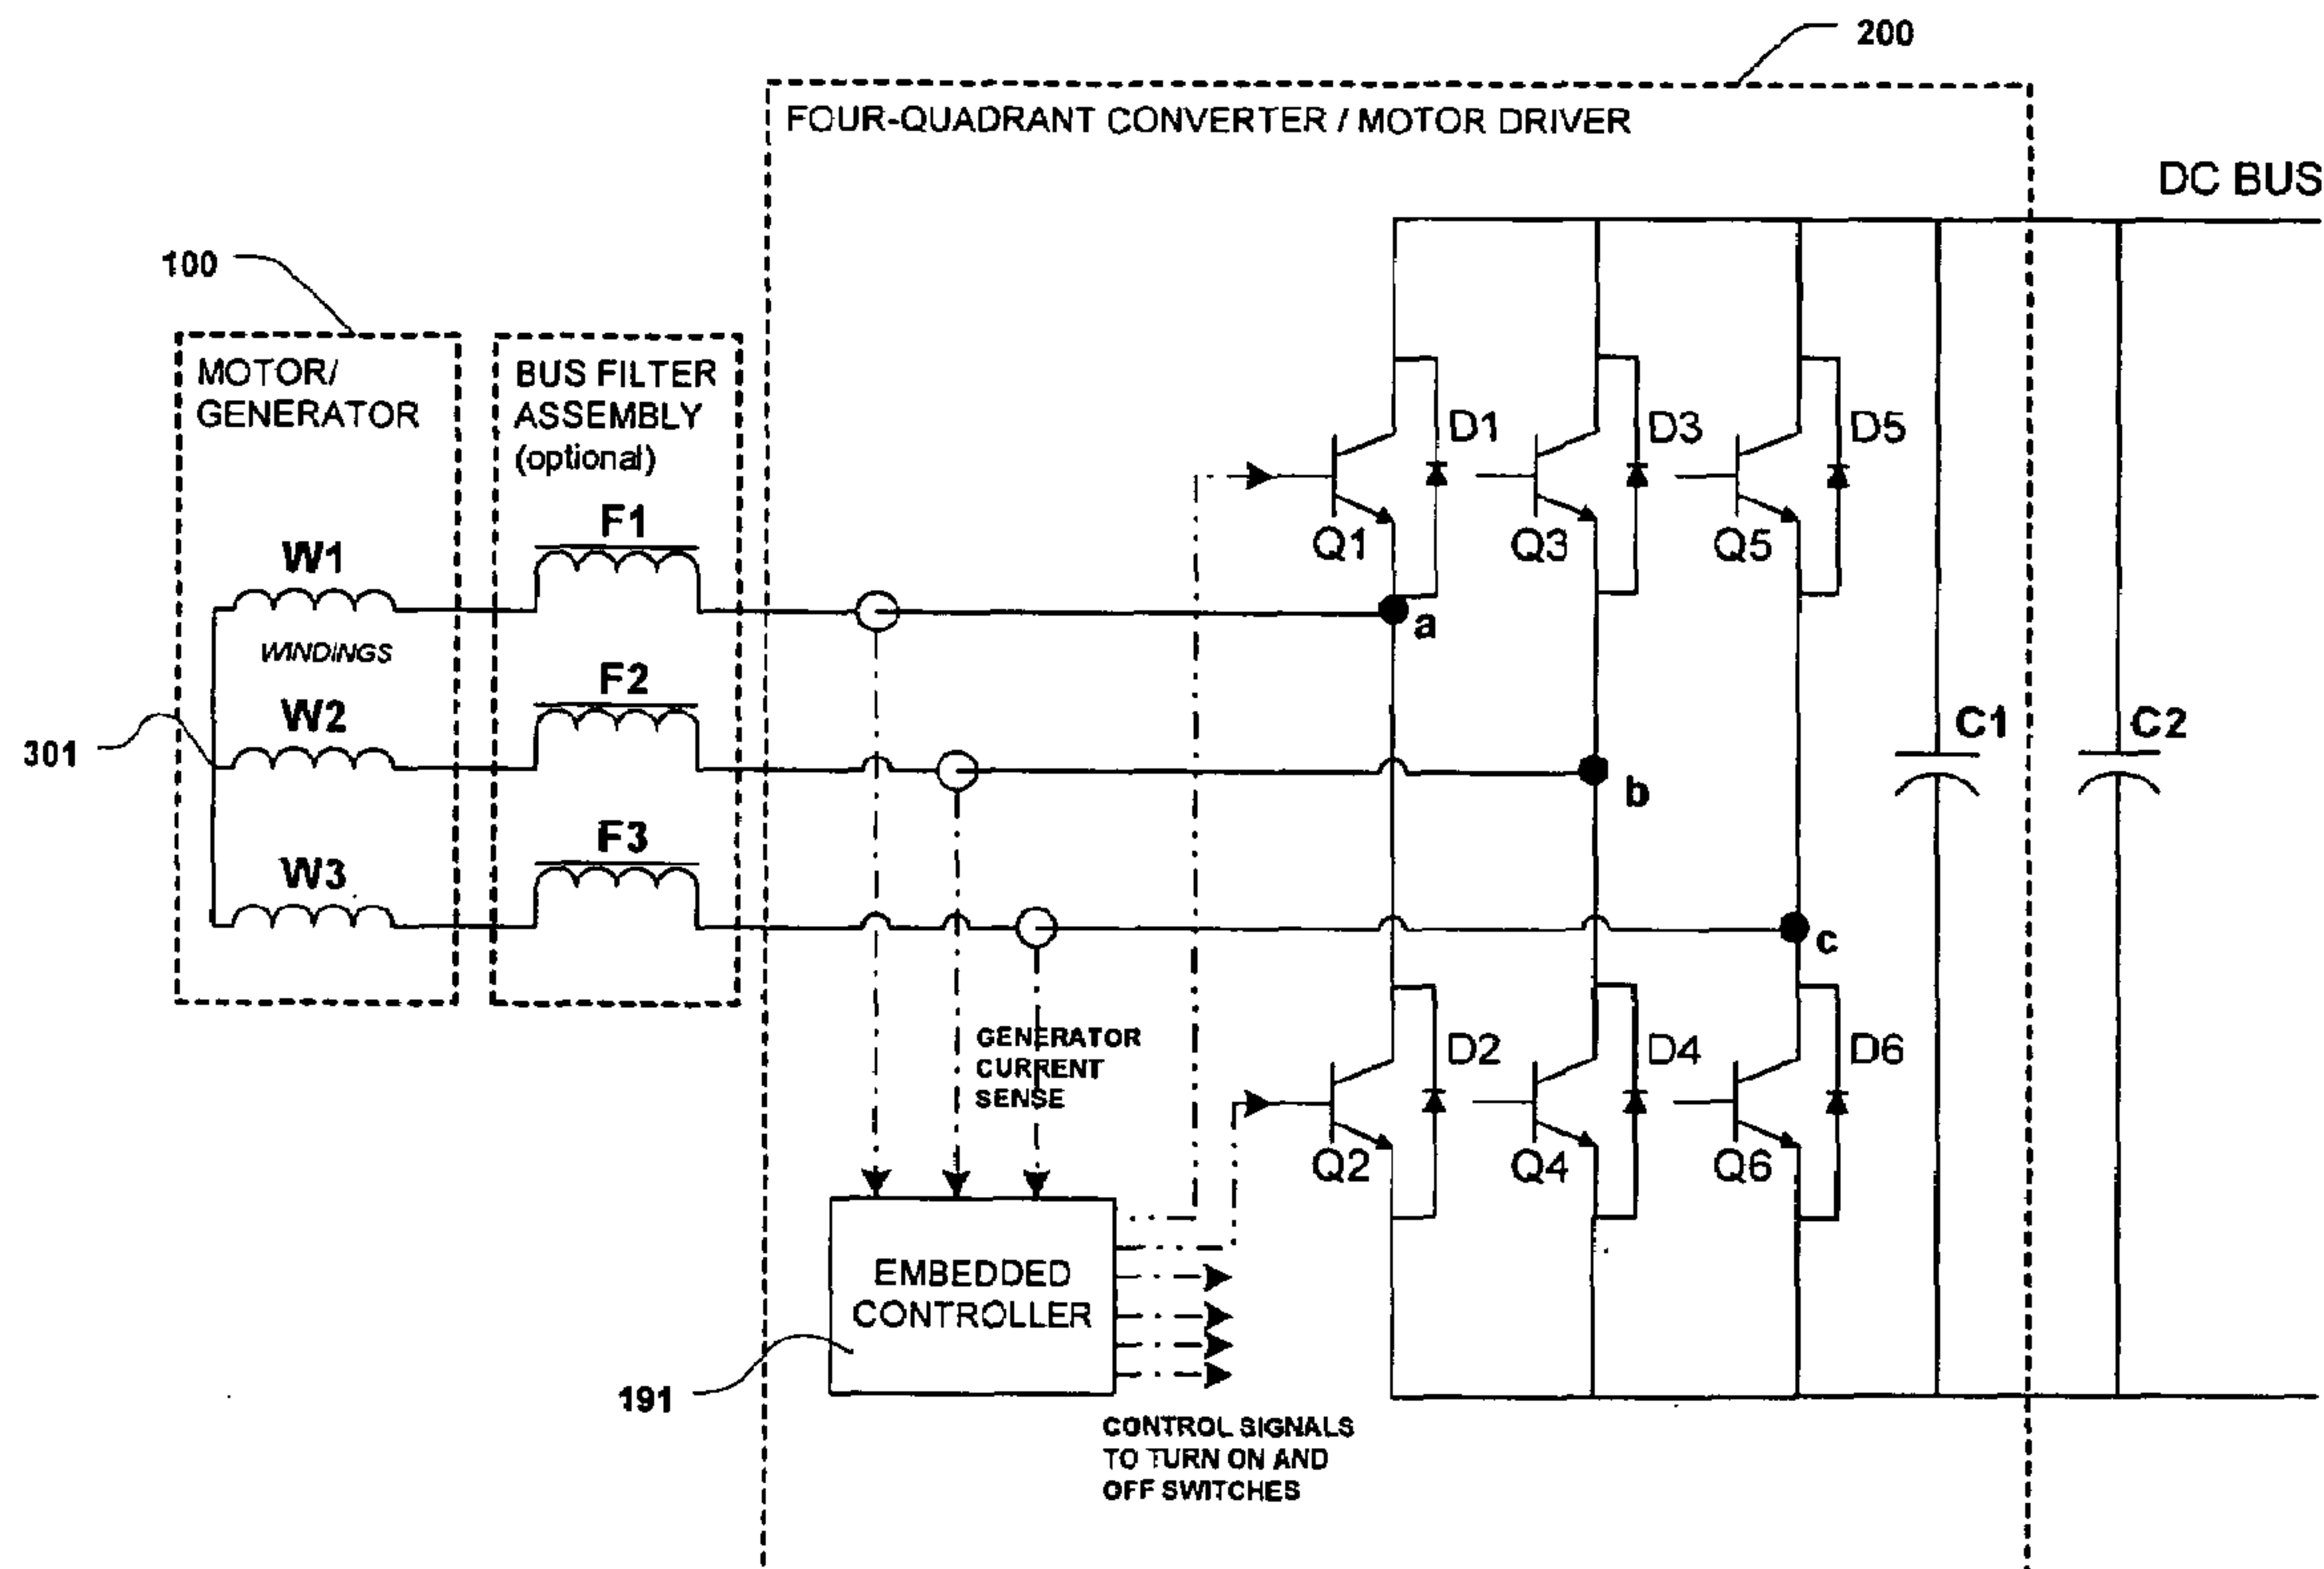 200
FOUR-QUADRANT CONVERTER / MOTOR DRIVER
DC BUS
100
MOTOR/
GENERATOR
BUS FILTER
ASSEMBLY
(optional)
D1
D3
D5
Q1
Q3
Q5
F1
W1
WINDINGS
a
F2
W2
301
b
C1
C2
F3
W3
c
GENERATOR
CURRENT
SENSE
D2
D4
D6
Q2
Q4
Q6
EMBEDDED
CONTROLLER
191
CONTROL SIGNALS
TO TURN ON AND
OFF SWITCHES